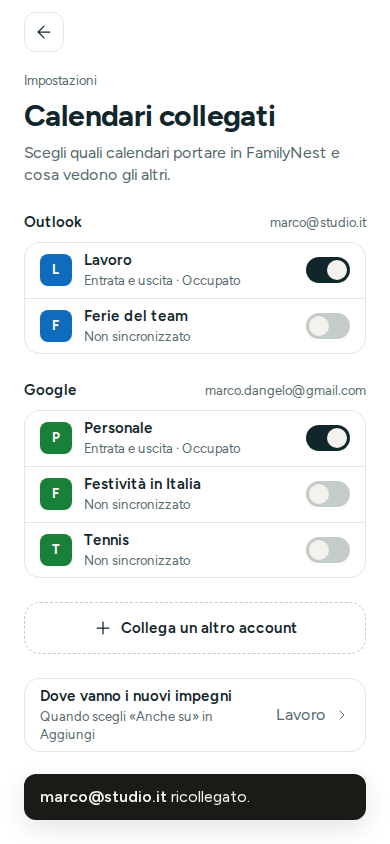 Impostazioni
Calendari collegati
Scegli quali calendari portare in FamilyNest e
cosa vedono gli altri.
Outlook marco@studio.it
L Lavoro
Entrata e uscita · Occupato
F Ferie del team
Non sincronizzato
Google marco.dangelo@gmail.com
P Personale
Entrata e uscita · Occupato
F Festività in Italia
Non sincronizzato
T Tennis
Non sincronizzato
+ Collega un altro account
Dove vanno i nuovi impegni
Quando scegli «Anche su» in
Aggiungi
Lavoro
marco@studio.it ricollegato.